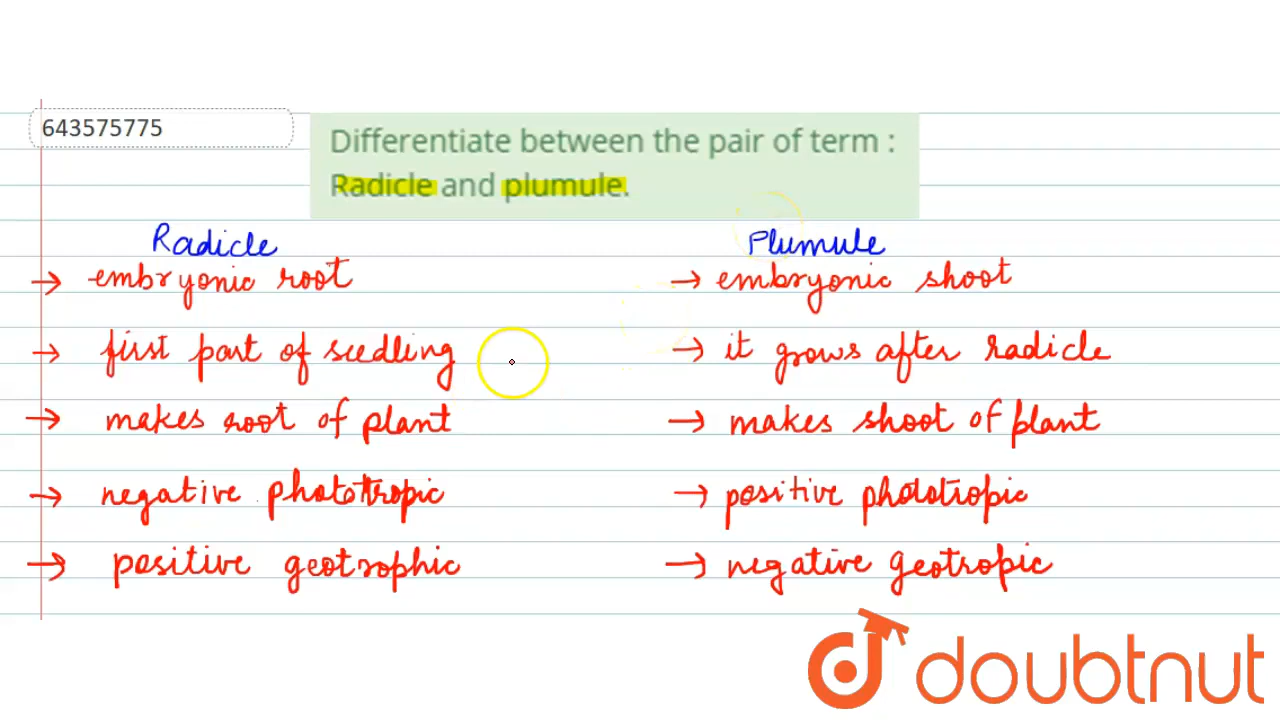 643575775
Differentiate between the pair of term :
Radicle and plumule.
Radicle
Plumule
→ embryonic root
→ embryonic shoot
→ first part of seedling
→ it grows after radicle
→ makes root of plant
→ makes shoot of plant
→ negative phototropic
→ positive phototropic
→ positive geotrophic
→ negative geotropic
doubtnut